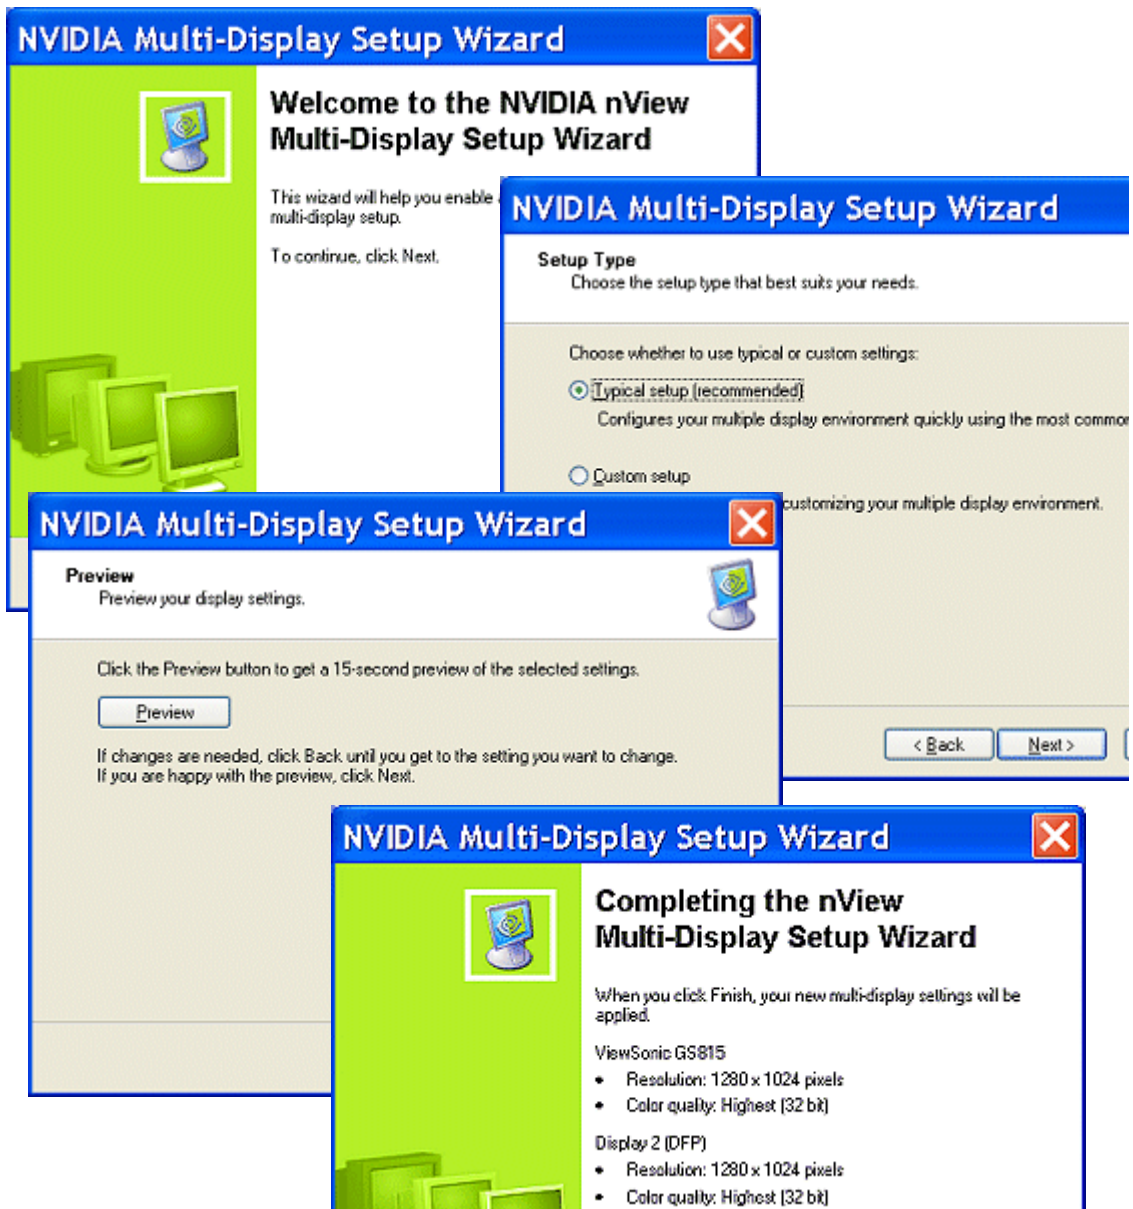 NVIDIA Multi-Display Setup Wizard
Welcome to the NVIDIA nView
Multi-Display Setup Wizard
This wizard will help you enable
multi-display setup.
To continue, click Next.
NVIDIA Multi-Display Setup Wizard
Setup Type
Choose the setup type that best suits your needs.
Choose whether to use typical or custom settings:
Typical setup (recommended)
Configures your multiple display environment quickly using the most common
Custom setup
customizing your multiple display environment.
< Back
Next >
NVIDIA Multi-Display Setup Wizard
Preview
Preview your display settings.
Click the Preview button to get a 15-second preview of the selected settings.
Preview
If changes are needed, click Back until you get to the setting you want to change.
If you are happy with the preview, click Next.
NVIDIA Multi-Display Setup Wizard
Completing the nView
Multi-Display Setup Wizard
When you click Finish, your new multi-display settings will be
applied.
ViewSonic GS815
• Resolution: 1280 x 1024 pixels
• Color quality: Highest (32 bit)
Display 2 (DFP)
• Resolution: 1280 x 1024 pixels
• Color quality: Highest (32 bit)